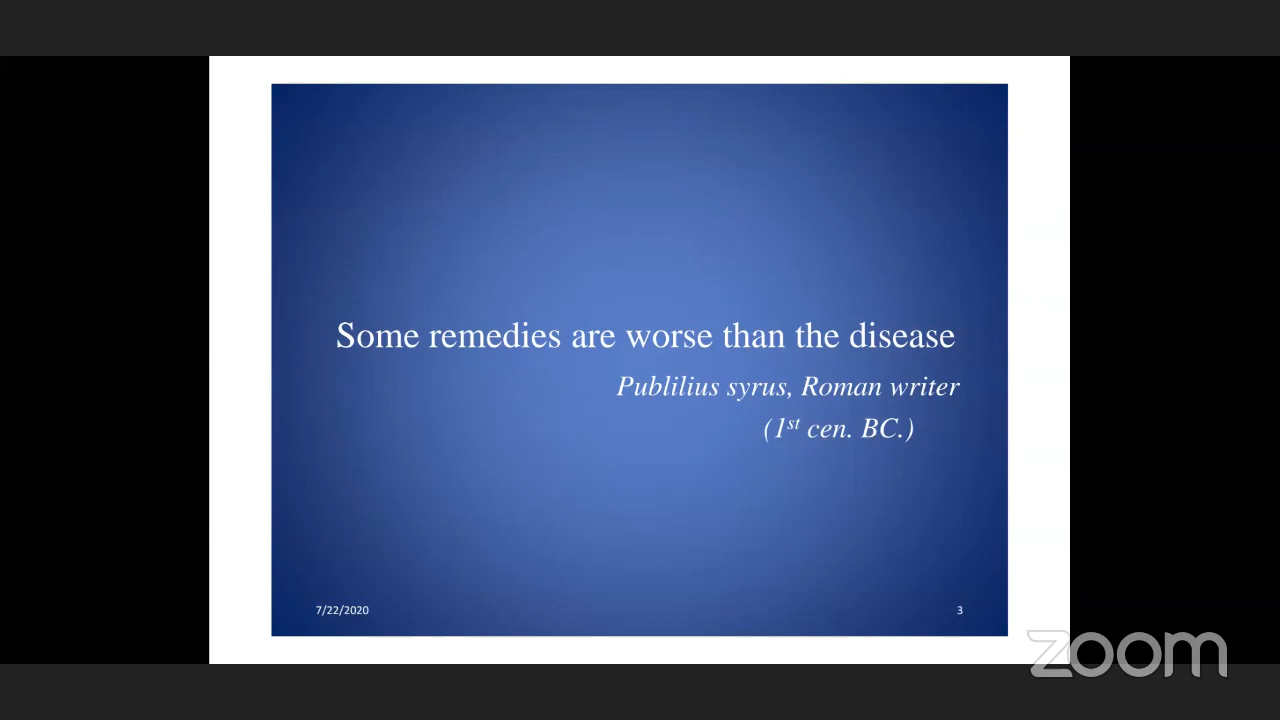 Some remedies are worse than the disease
Publilius syrus, Roman writer
(1st cen. BC.)
7/22/2020
3
zoom